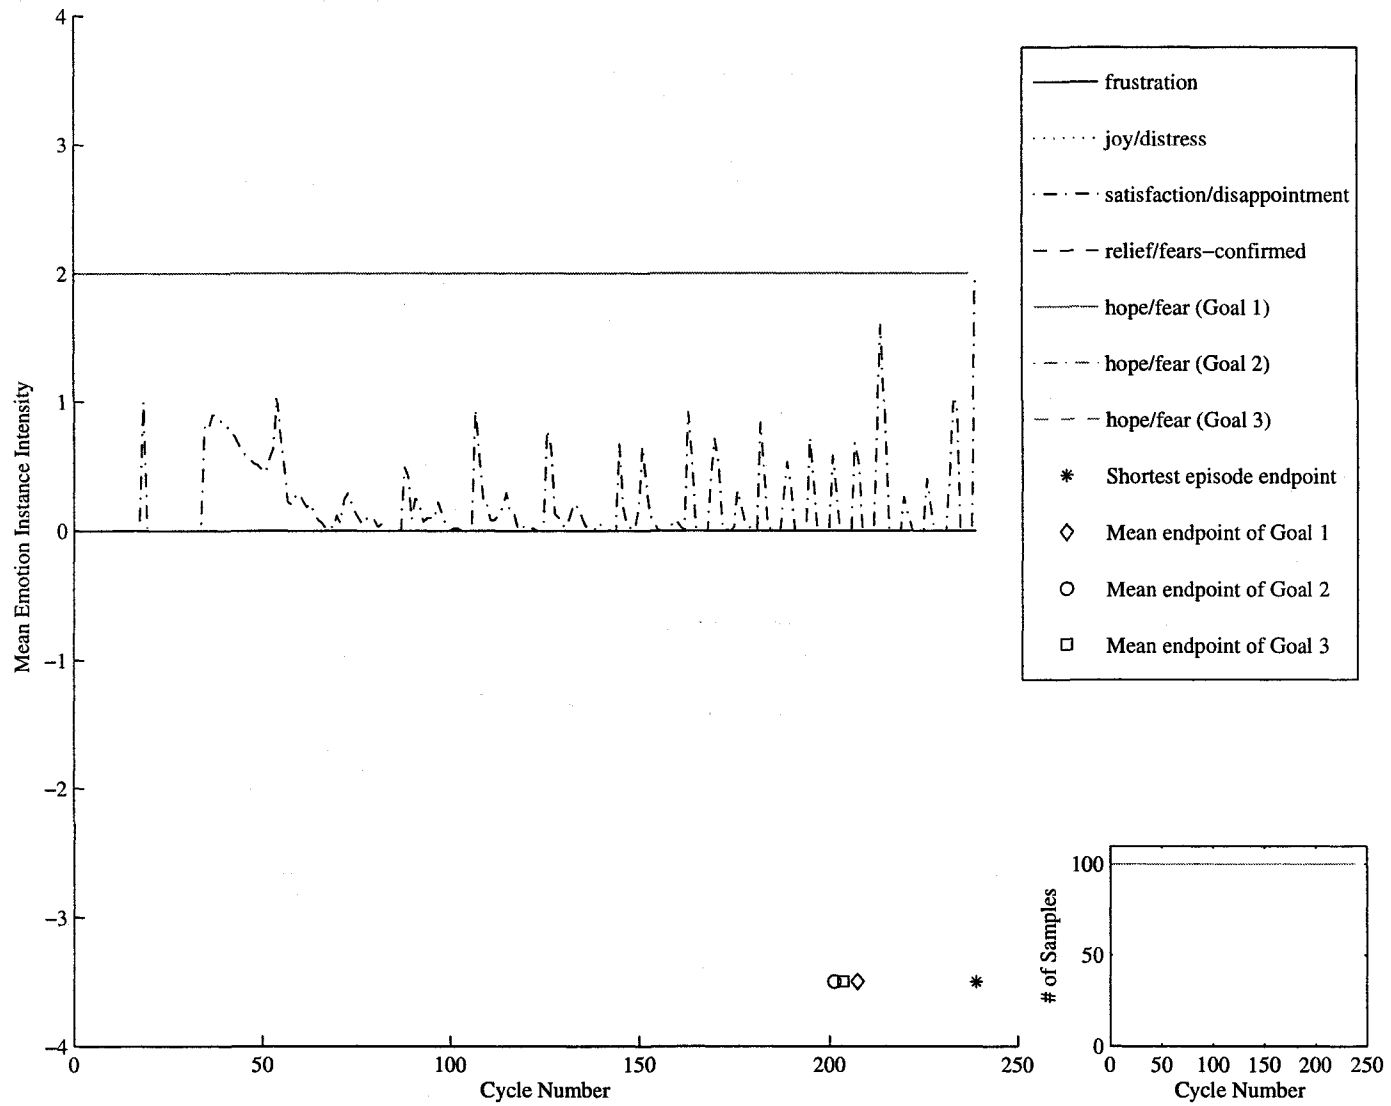 4
3
2
1
0
−1
−2
−3
−4
Mean Emotion Instance Intensity
0
50
100
150
200
250
Cycle Number
frustration
joy/distress
satisfaction/disappointment
relief/fears−confirmed
hope/fear (Goal 1)
hope/fear (Goal 2)
hope/fear (Goal 3)
Shortest episode endpoint
Mean endpoint of Goal 1
Mean endpoint of Goal 2
Mean endpoint of Goal 3
100
50
0
# of Samples
0
50
100
150
200
250
Cycle Number